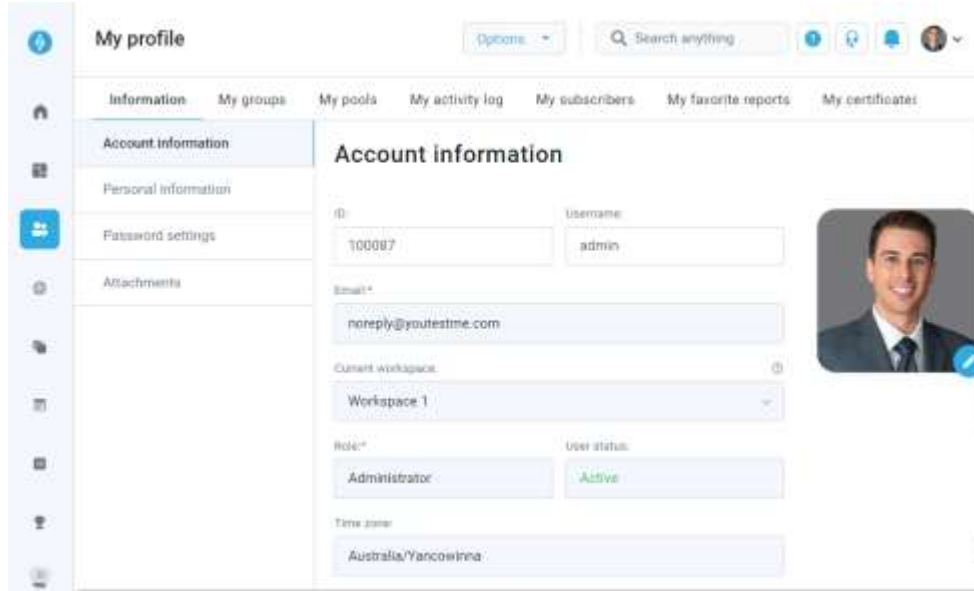 My profile
Options
Search anything
Information My groups My pools My activity log My subscribers My favorite reports My certificates
Account information
Personal information
Password settings
Attachments
Account information
ID:
Username:
100087
admin
Email:*
noreply@youtestme.com
Current workspace:
Workspace 1
Role:*
User status:
Administrator
Active
Time zone:
Australia/Yancowinna